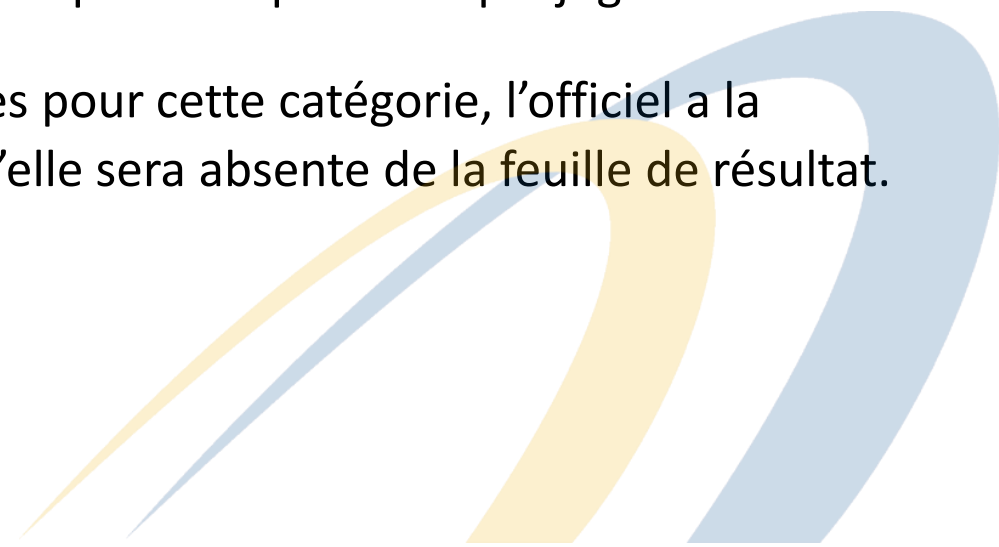 es pour cette catégorie, l’officiel a la
’elle sera absente de la feuille de résultat.